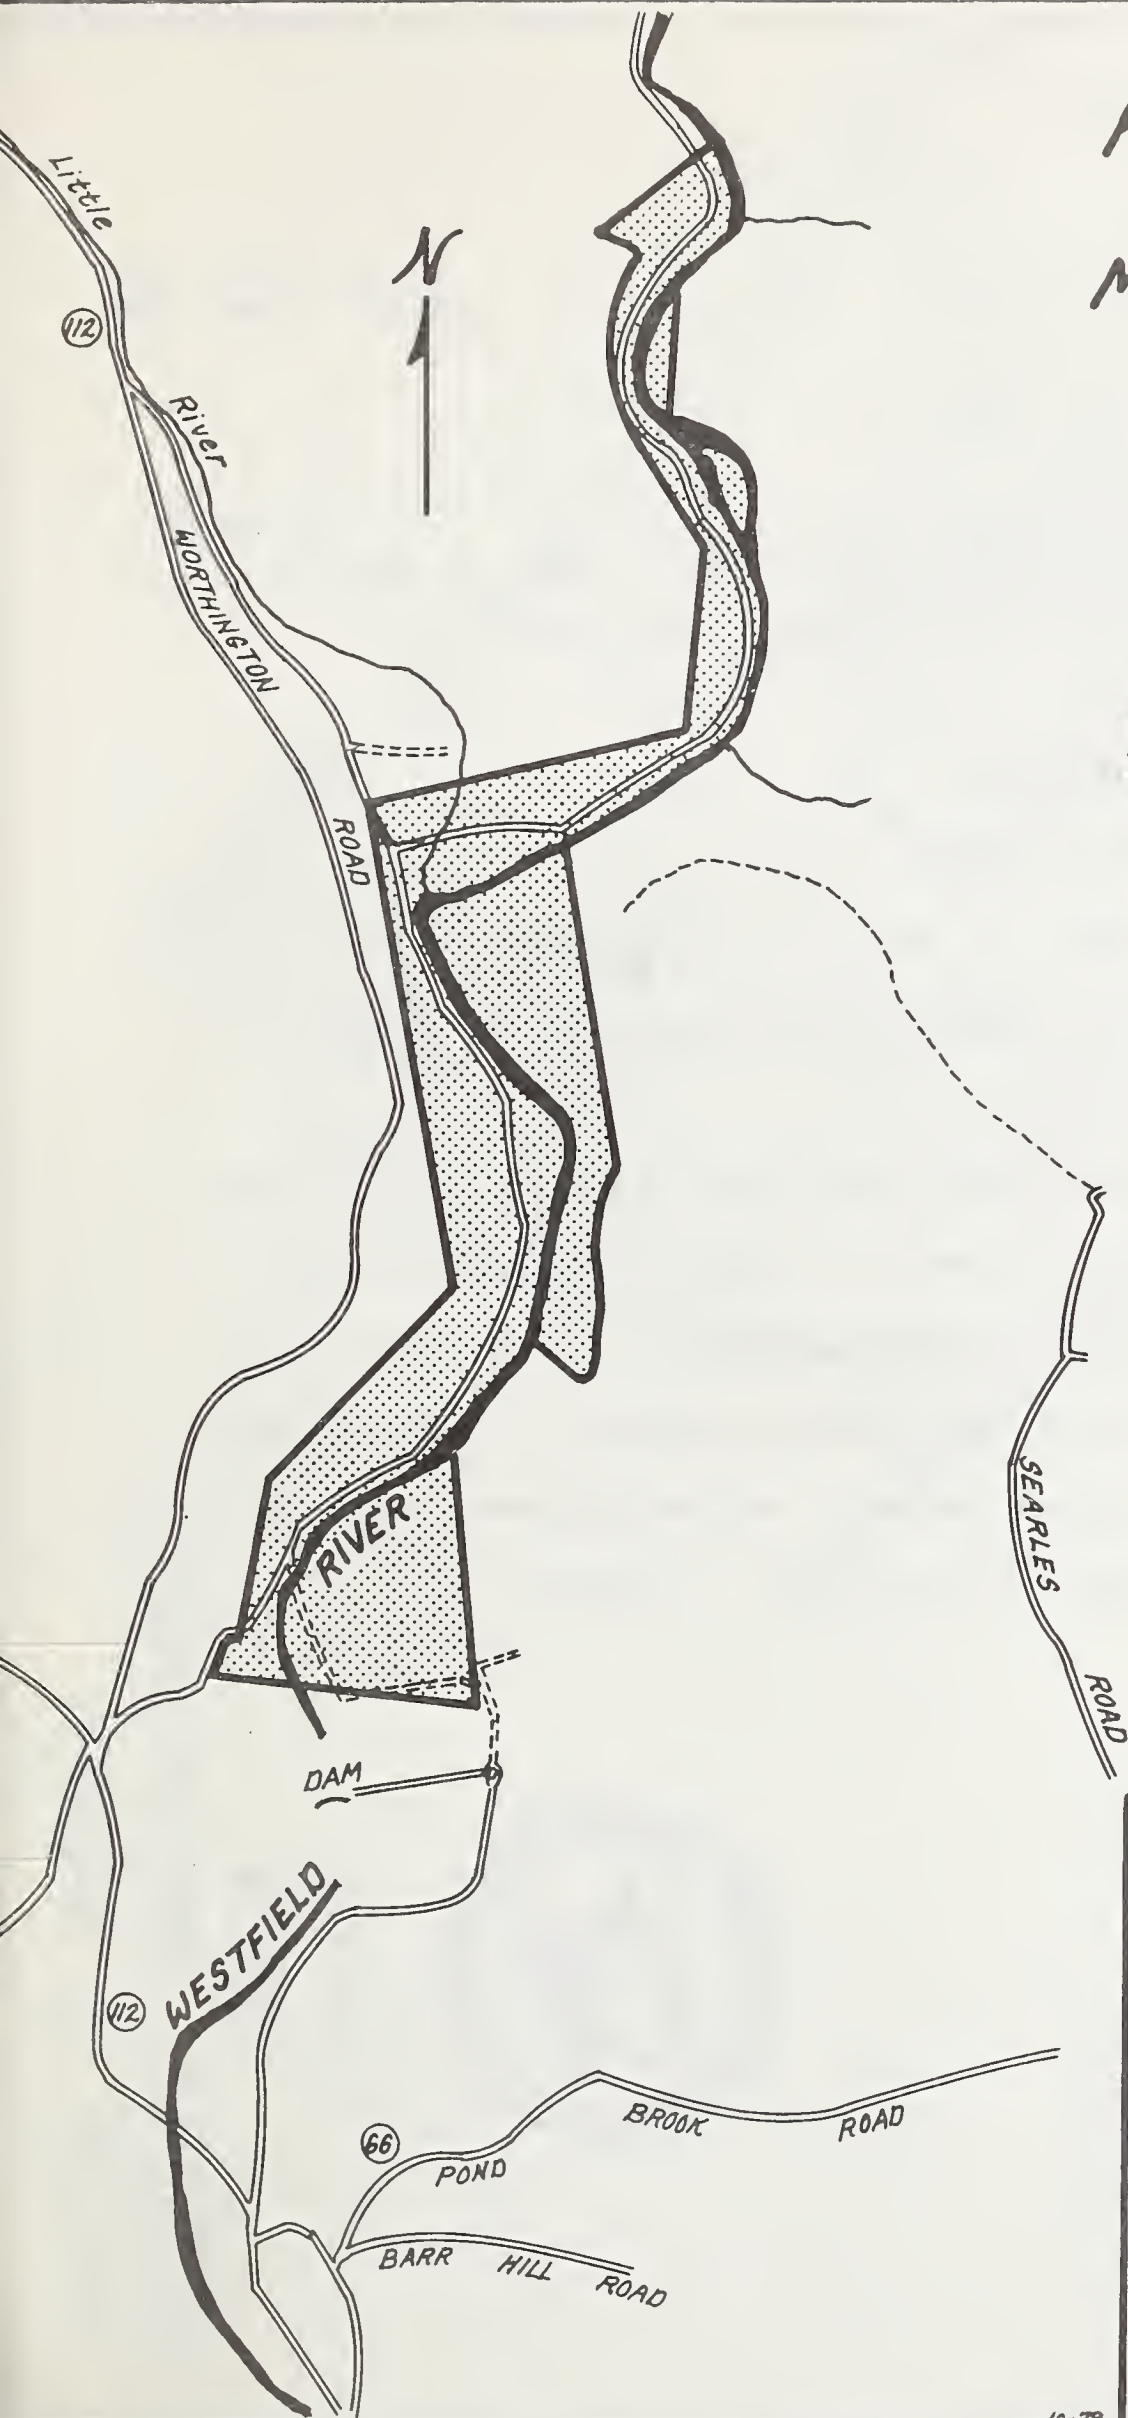 Little
River
112
N
WORTHINGTON
ROAD
RIVER
SEARLES
ROAD
DAM
WESTFIELD
112
66
POND
BROOK
ROAD
BARR HILL ROAD